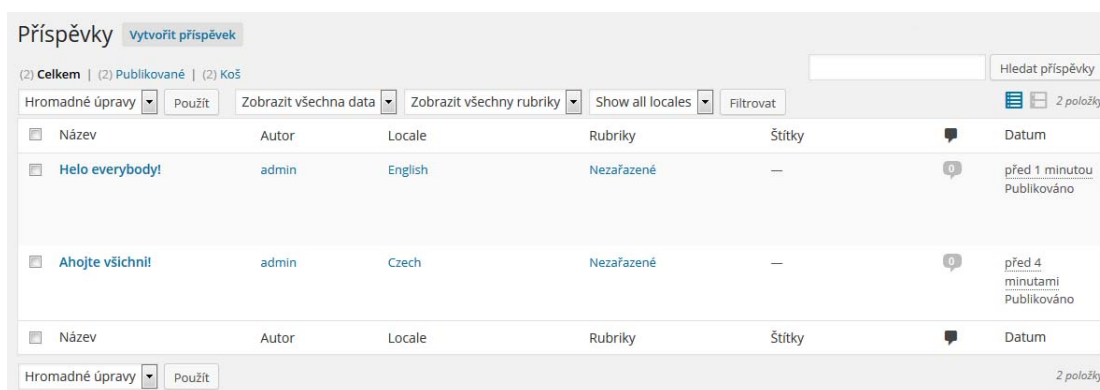 Příspěvky Vytvořit příspěvek
(2) Celkem | (2) Publikované | (2) Koš Hledat příspěvky
Hromadné úpravy Použít Zobrazit všechna data Zobrazit všechny rubriky Show all locales Filtrovat 2 položky
Název Autor Locale Rubriky Štítky Datum
Helo everybody! admin English Nezařazené — 0 před 1 minutou
Publikováno
Ahojte všichni! admin Czech Nezařazené — 0 před 4
minutami
Publikováno
Název Autor Locale Rubriky Štítky Datum
Hromadné úpravy Použít 2 položky